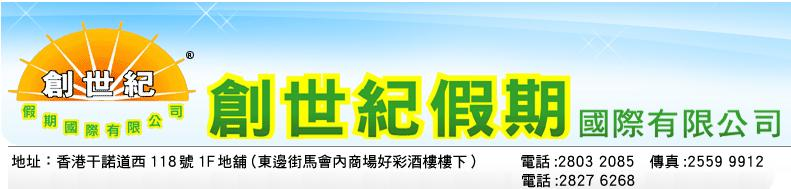 創世紀
®
假期國際有限公司
創世紀假期 國際有限公司
地址：香港干諾道西 118 號 1F 地舖 ( 東邊街馬會內商場好彩酒樓樓下 ) 電話 :2803 2085 傳真 :2559 9912
電話 :2827 6268